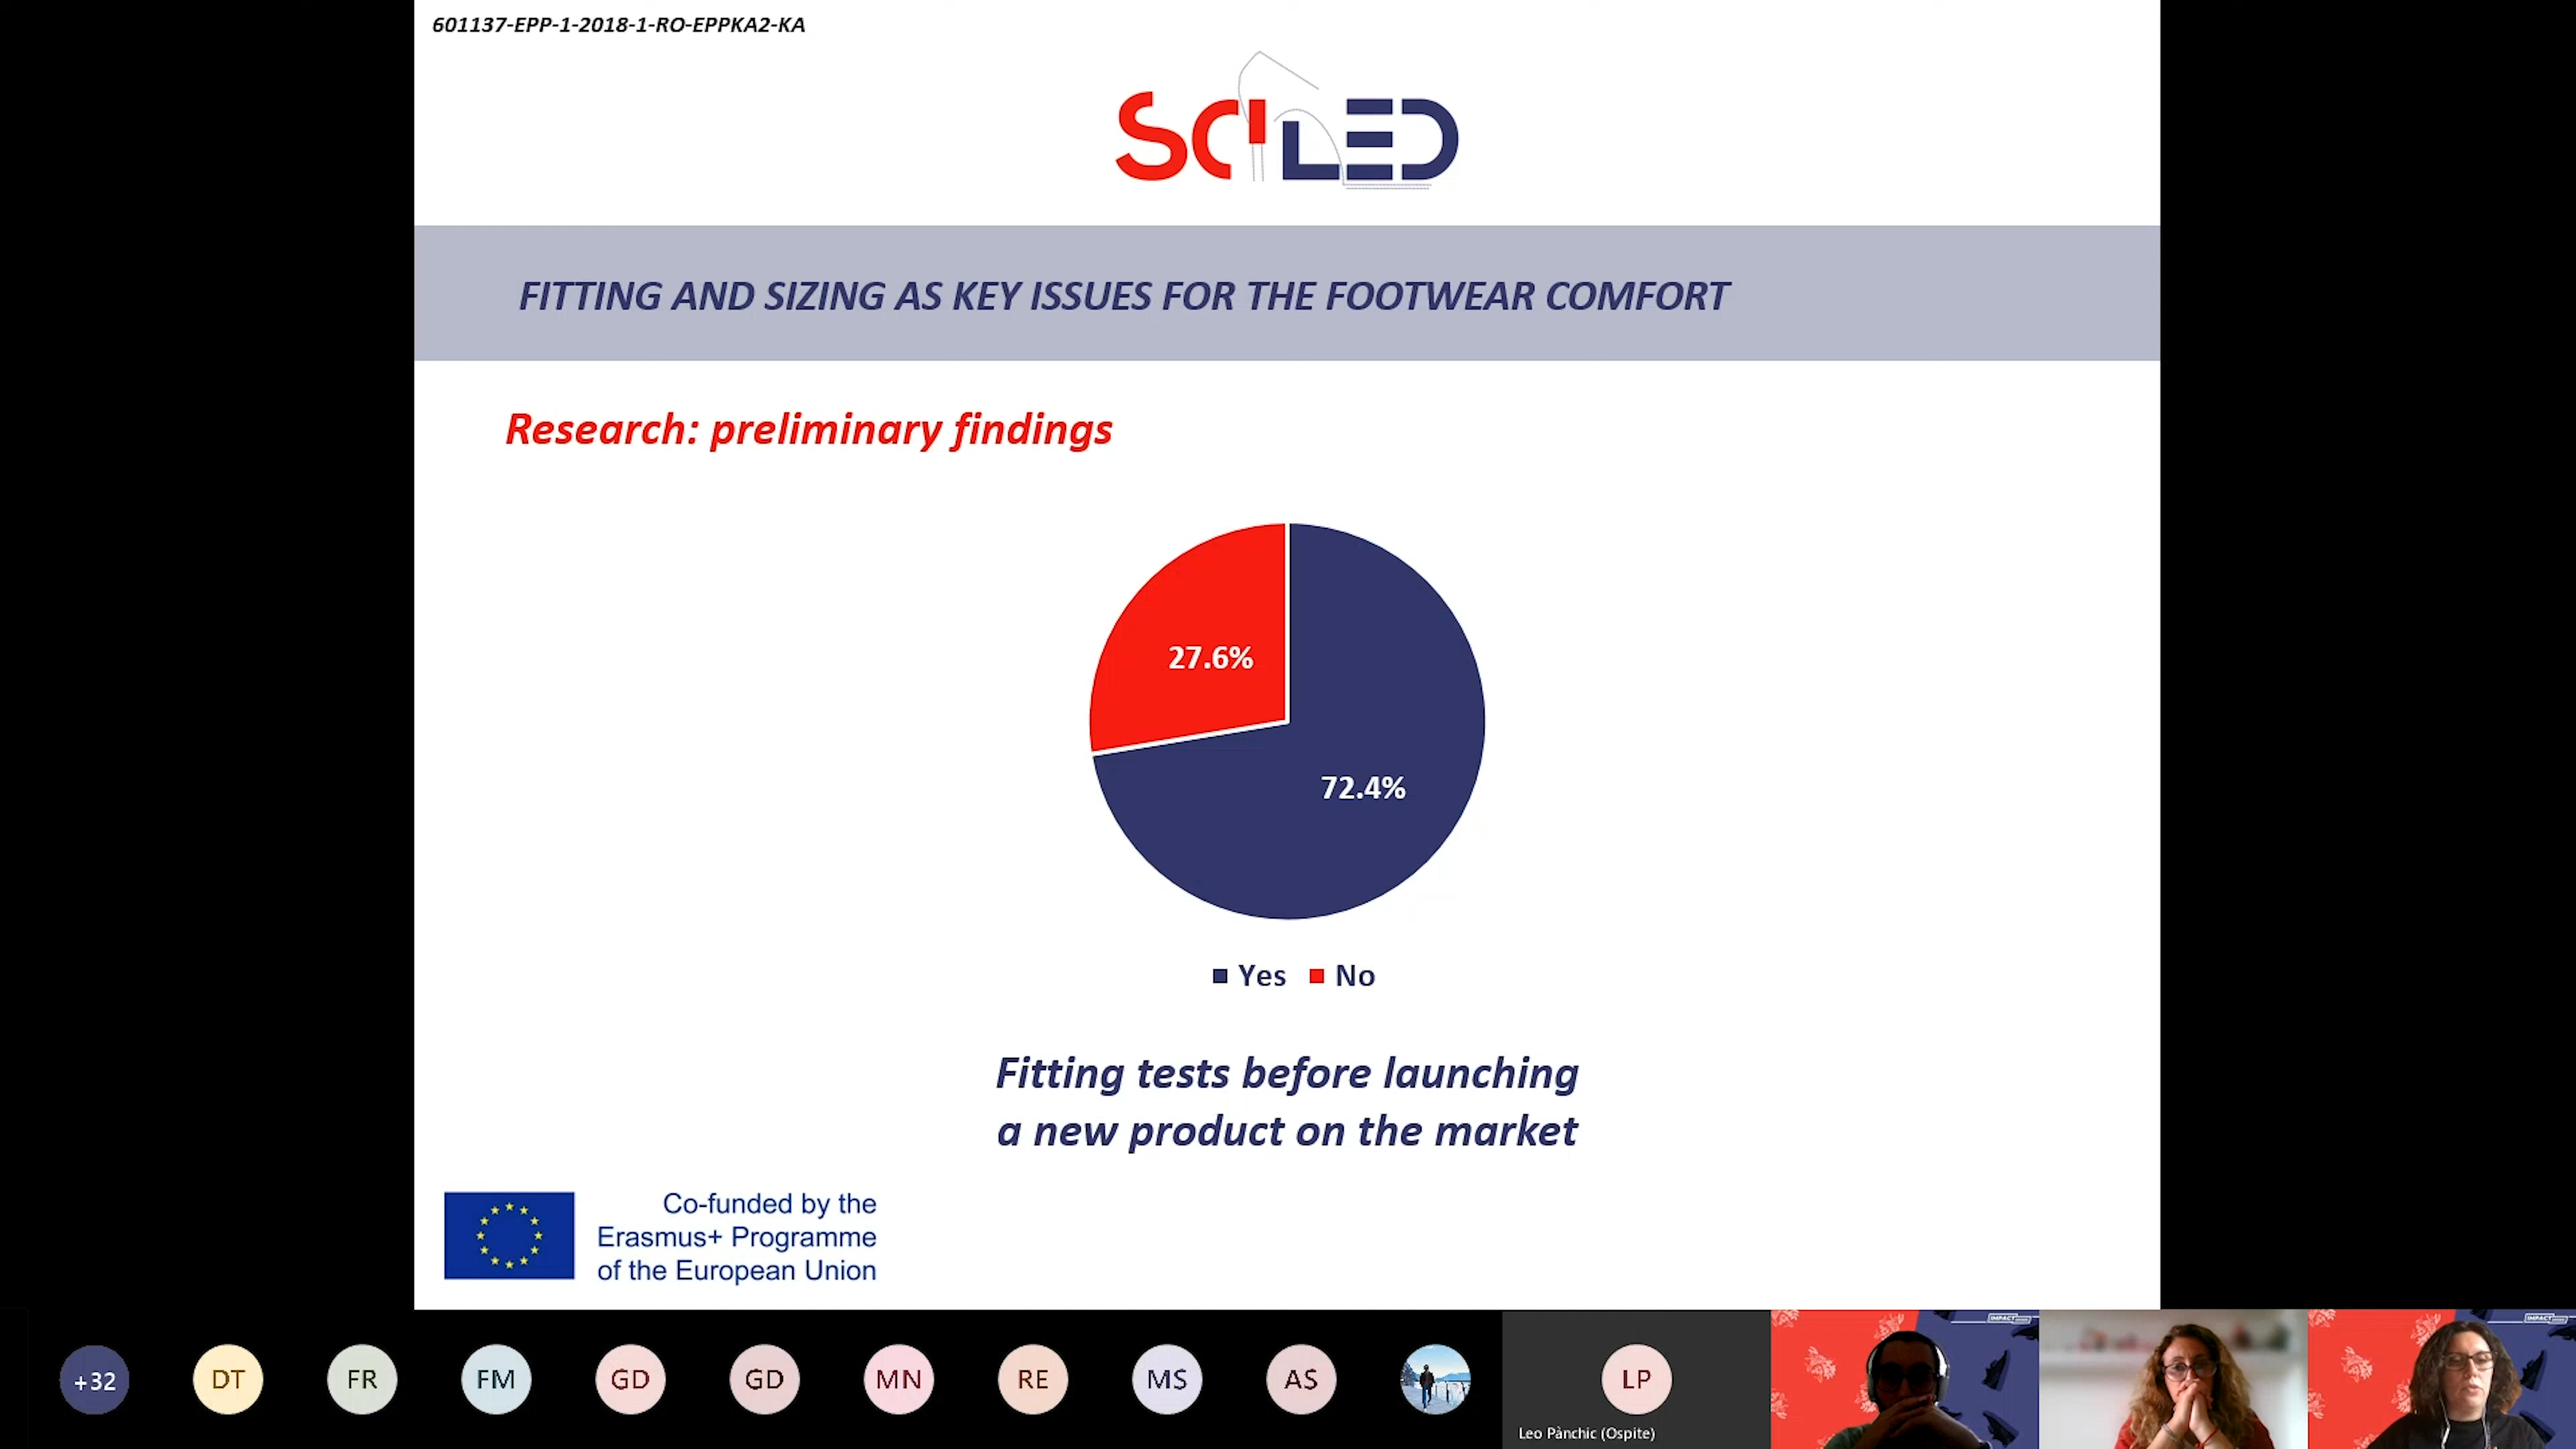 601137-EPP-1-2018-1-RO-EPPKA2-KA
SCILED
FITTING AND SIZING AS KEY ISSUES FOR THE FOOTWEAR COMFORT
Research: preliminary findings
27.6%
72.4%
Yes No
Fitting tests before launching
a new product on the market
Co-funded by the
Erasmus+ Programme
of the European Union
+32
DT
FR
FM
GD
GD
MN
RE
MS
AS
LP
Leo Pànchic (Ospite)
IMPACT
IMPACT